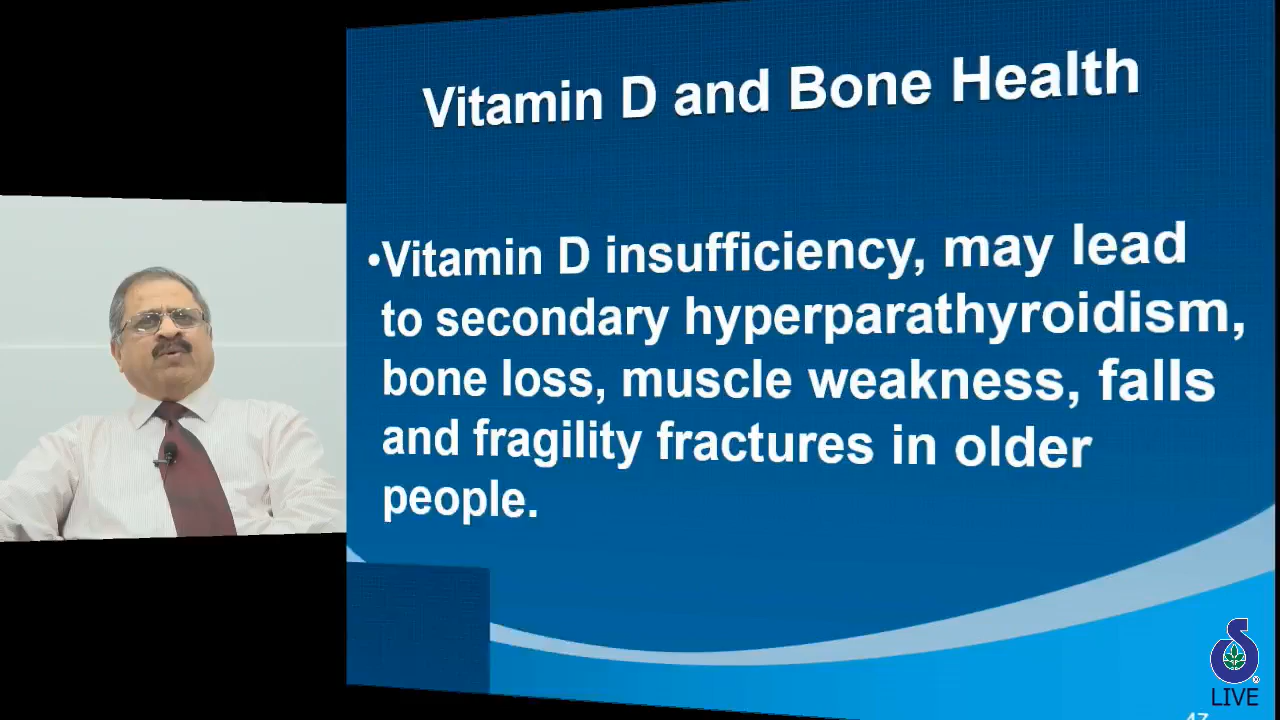 Vitamin D and Bone Health
•Vitamin D insufficiency, may lead
to secondary hyperparathyroidism,
bone loss, muscle weakness, falls
and fragility fractures in older
people.
LIVE